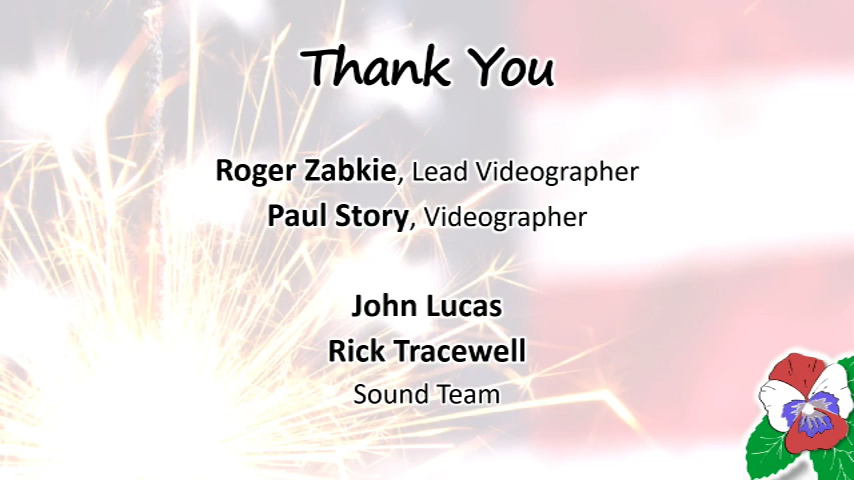 Thank You
Roger Zabkie, Lead Videographer
Paul Story, Videographer
John Lucas
Rick Tracewell
Sound Team